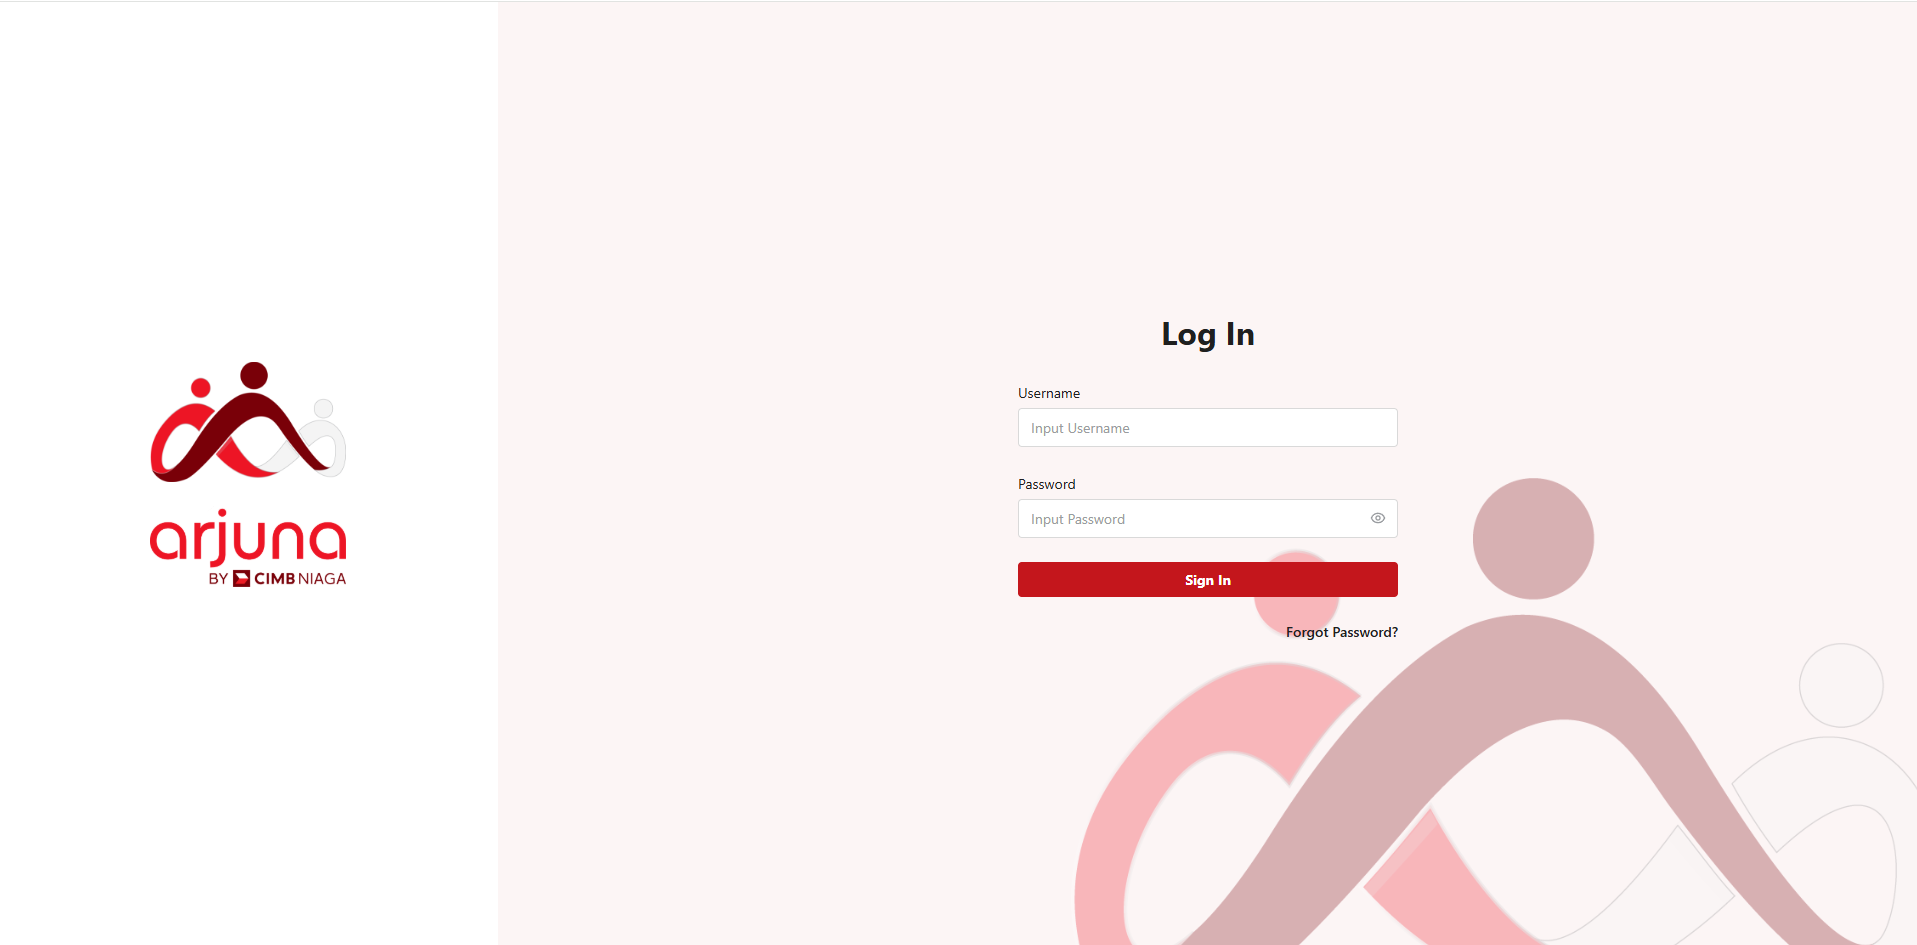 arjuna
BY CIMB NIAGA
Log In
Username
Input Username
Password
Input Password
Sign In
Forgot Password?